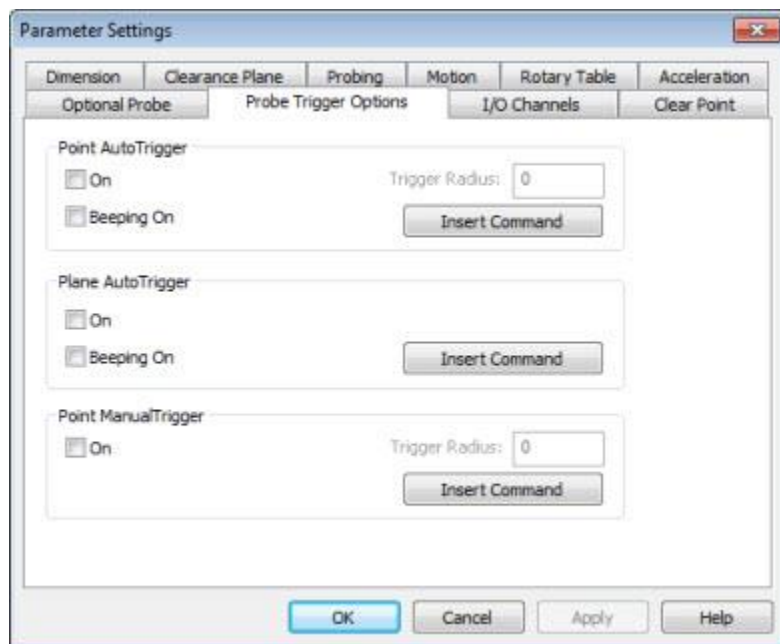 Parameter Settings
Dimension Clearance Plane Probing Motion Rotary Table Acceleration
Optional Probe Probe Trigger Options I/O Channels Clear Point
Point AutoTrigger
On Trigger Radius: 0
Beeping On Insert Command
Plane AutoTrigger
On
Beeping On Insert Command
Point ManualTrigger
On Trigger Radius: 0
Insert Command
OK Cancel Apply Help